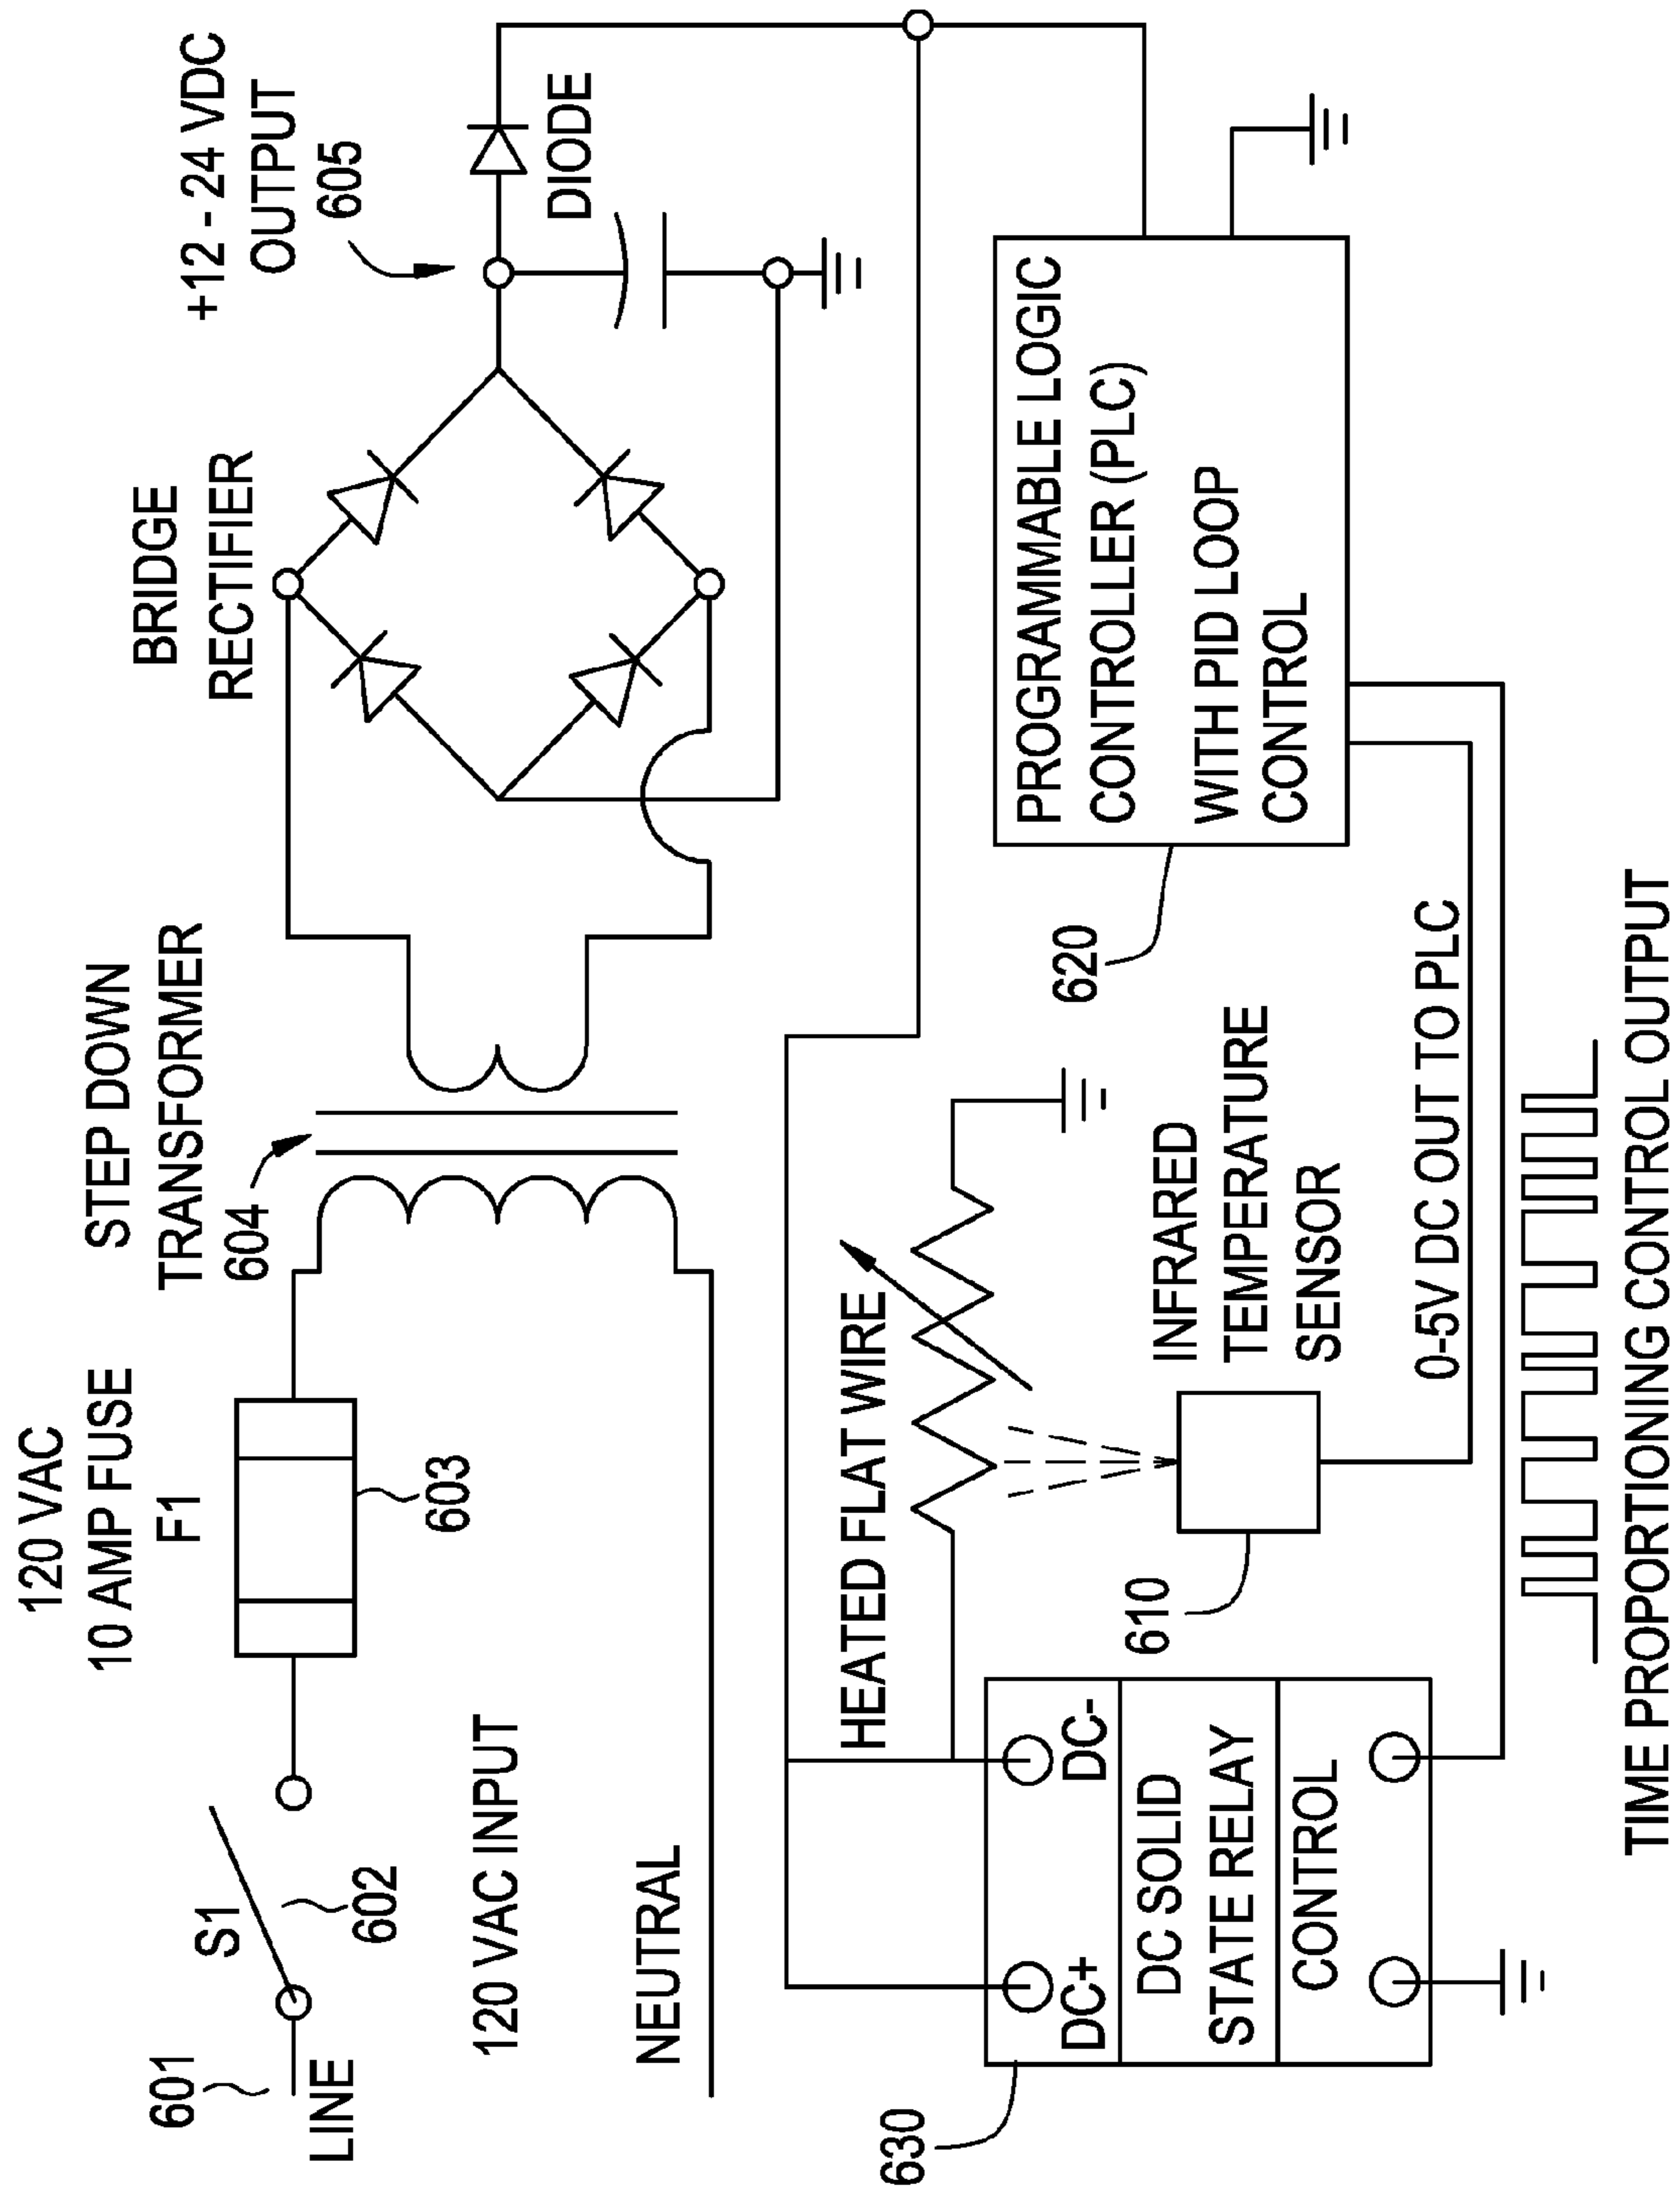 120 VAC
10 AMP FUSE
F1
603
S1
602
601
LINE
120 VAC INPUT
NEUTRAL
STEP DOWN
TRANSFORMER
604
BRIDGE
RECTIFIER
+12 - 24 VDC
OUTPUT
605
DIODE
HEATED FLAT WIRE
630
DC+
DC-
DC SOLID
STATE RELAY
CONTROL
610
INFRARED
TEMPERATURE
SENSOR
620
PROGRAMMABLE LOGIC
CONTROLLER (PLC)
WITH PID LOOP
CONTROL
0-5V DC OUT TO PLC
TIME PROPORTIONING CONTROL OUTPUT